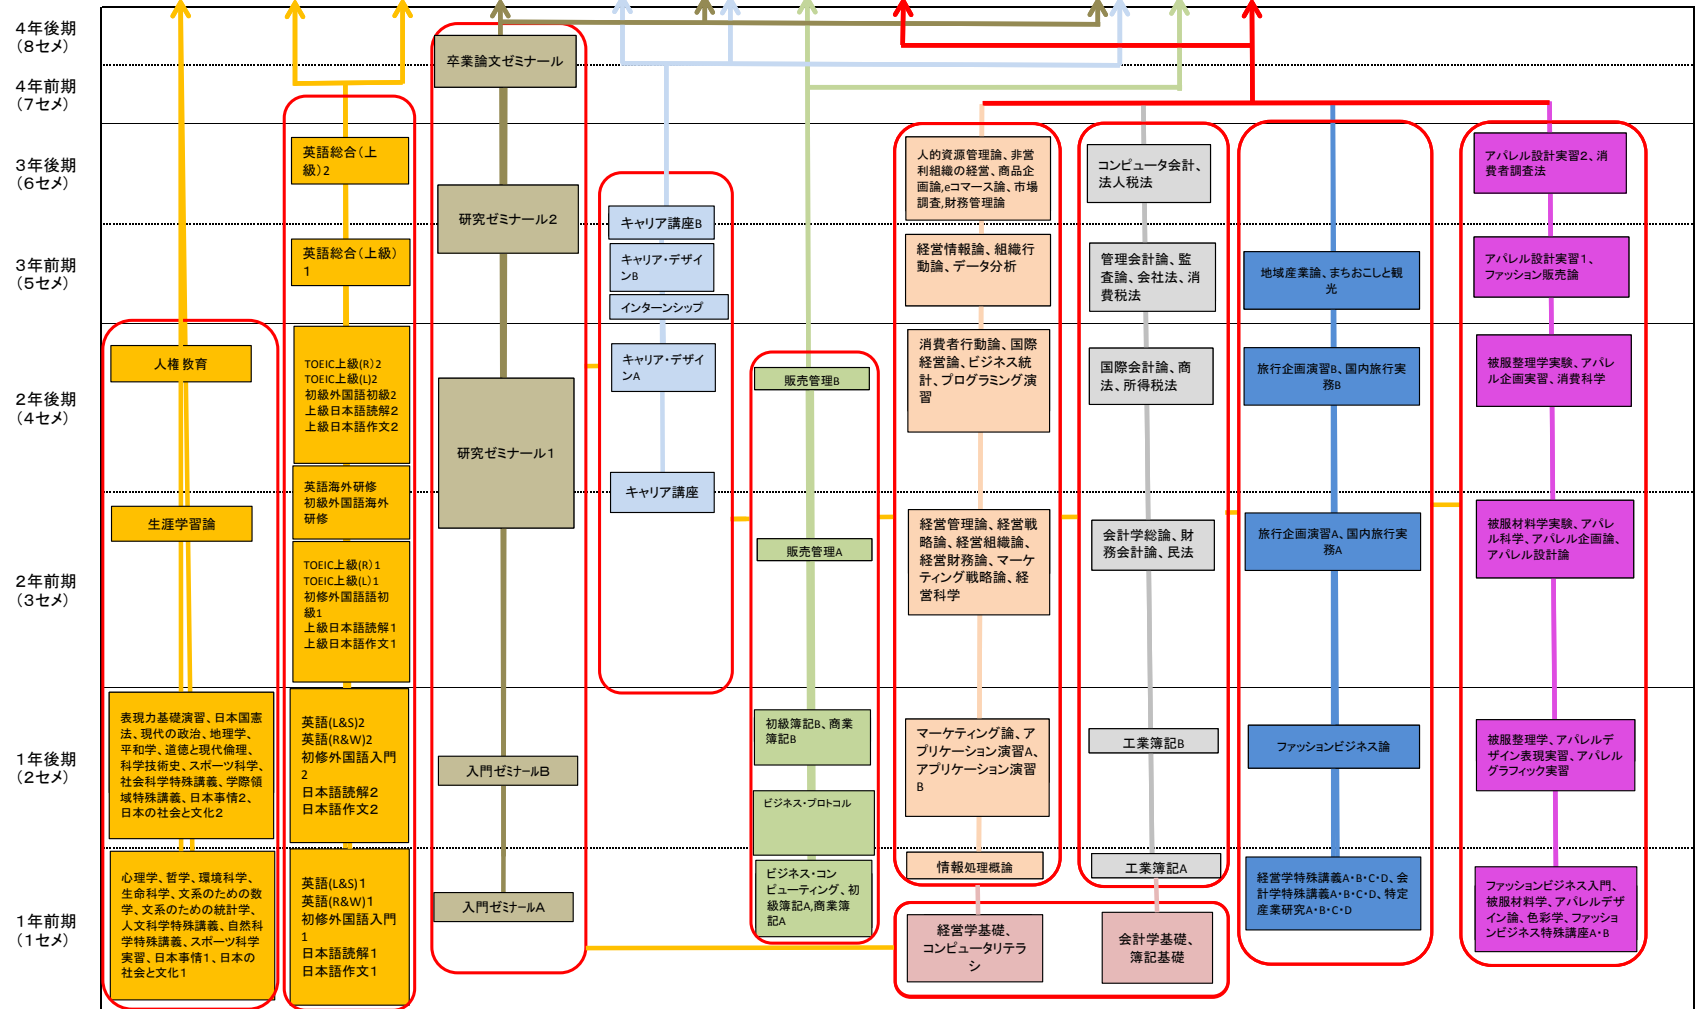 4年後期
(8セメ)
4年前期
(7セメ)
3年後期
(6セメ)
3年前期
(5セメ)
2年後期
(4セメ)
2年前期
(3セメ)
1年後期
(2セメ)
1年前期
(1セメ)
人権教育
生涯学習論
表現力基礎演習、日本国憲
法、現代の政治、地理学、
平和学、道徳と現代倫理、
科学技術史、スポーツ科学、
社会科学特殊講義、学際領
域特殊講義、日本事情2、
日本の社会と文化2
心理学、哲学、環境科学、
生命科学、文系のための数
学、文系のための統計学、
人文科学特殊講義、自然科
学特殊講義、スポーツ科学
実習、日本事情1、日本の
社会と文化1
英語総合(上
級)2
英語総合(上級)
1
TOEIC上級(R)2
TOEIC上級(L)2
初級外国語初級2
上級日本語読解2
上級日本語作文2
英語海外研修
初級外国語海外
研修
TOEIC上級(R)1
TOEIC上級(L)1
初修外国語語初
級1
上級日本語読解1
上級日本語作文1
英語(L&S)2
英語(R&W)2
初修外国語入門
2
日本語読解2
日本語作文2
英語(L&S)1
英語(R&W)1
初修外国語入門
1
日本語読解1
日本語作文1
卒業論文ゼミナール
研究ゼミナール2
研究ゼミナール1
入門ゼミナールB
入門ゼミナールA
キャリア講座B
キャリア・デザイ
ンB
インターンシップ
キャリア・デザイ
ンA
キャリア講座
販売管理B
販売管理A
初級簿記B、商業
簿記B
ビジネス・プロトコル
ビジネス・コン
ピューティング、初
級簿記A,商業簿
記A
人的資源管理論、非営
利組織の経営、商品企
画論,eコマース論、市場
調査,財務管理論
経営情報論、組織行
動論、データ分析
消費者行動論、国際
経営論、ビジネス統
計、プログラミング演
習
経営管理論、経営戦
略論、経営組織論、
経営財務論、マーケ
ティング戦略論、経
営科学
マーケティング論、ア
プリケーション演習A、
アプリケーション演習
B
情報処理概論
経営学基礎、
コンピュータリテラ
シ
コンピュータ会計、
法人税法
管理会計論、監
査論、会社法、消
費税法
国際会計論、商
法、所得税法
会計学総論、財
務会計論、民法
工業簿記B
工業簿記A
会計学基礎、
簿記基礎
地域産業論、まちおこしと観
光
旅行企画演習B、国内旅行実
務B
旅行企画演習A、国内旅行実
務A
ファッションビジネス論
経営学特殊講義A・B・C・D、会
計学特殊講義A・B・C・D、特定
産業研究A・B・C・D
アパレル設計実習2、消
費者調査法
アパレル設計実習1、
ファッション販売論
被服整理学実験、アパレ
ル企画実習、消費科学
被服材料学実験、アパレ
ル科学、アパレル企画論、
アパレル設計論
被服整理学、アパレルデ
ザイン表現実習、アパレル
グラフィック実習
ファッションビジネス入門、
被服材料学、アパレルデザ
イン論、色彩学、ファッショ
ンビジネス特殊講座A・B